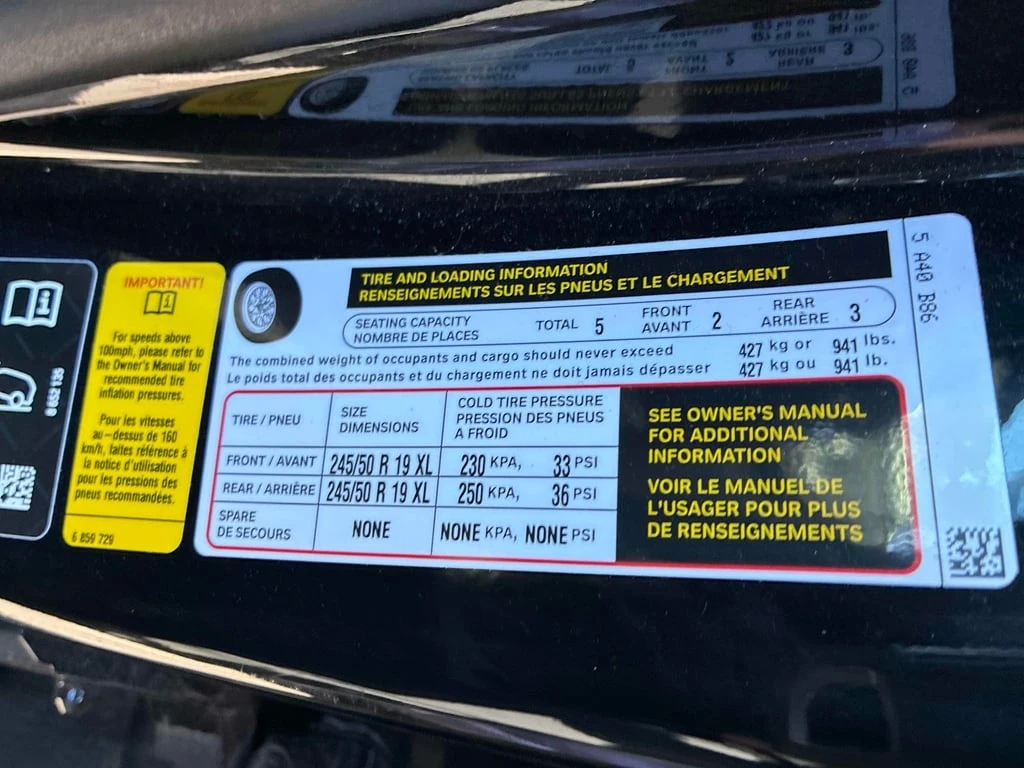 TIRE AND LOADING INFORMATION
RENSEIGNEMENTS SUR LES PNEUS ET LE CHARGEMENT
SEATING CAPACITY
NOMBRE DE PLACES
TOTAL 5
FRONT
AVANT 2
REAR
ARRIÈRE 3
The combined weight of occupants and cargo should never exceed 427 kg or 941 lbs.
Le poids total des occupants et du chargement ne doit jamais dépasser 427 kg ou 941 lb.
TIRE / PNEU
SIZE
DIMENSIONS
COLD TIRE PRESSURE
PRESSION DES PNEUS
A FROID
FRONT / AVANT 245/50 R 19 XL 230 KPA, 33 PSI
REAR / ARRIÈRE 245/50 R 19 XL 250 KPA, 36 PSI
SPARE
DE SECOURS
NONE NONE KPA, NONE PSI
SEE OWNER'S MANUAL
FOR ADDITIONAL
INFORMATION
VOIR LE MANUEL DE
L'USAGER POUR PLUS
DE RENSEIGNEMENTS
5 A40 B86
IMPORTANT!
For speeds above
100mph, please refer to
the Owner's Manual for
recommended tire
inflation pressures.
Pour les vitesses
au-dessus de 160
km/h, faites référence à
la notice d'utilisation
pour les pressions des
pneus recommandées.
6 859 729